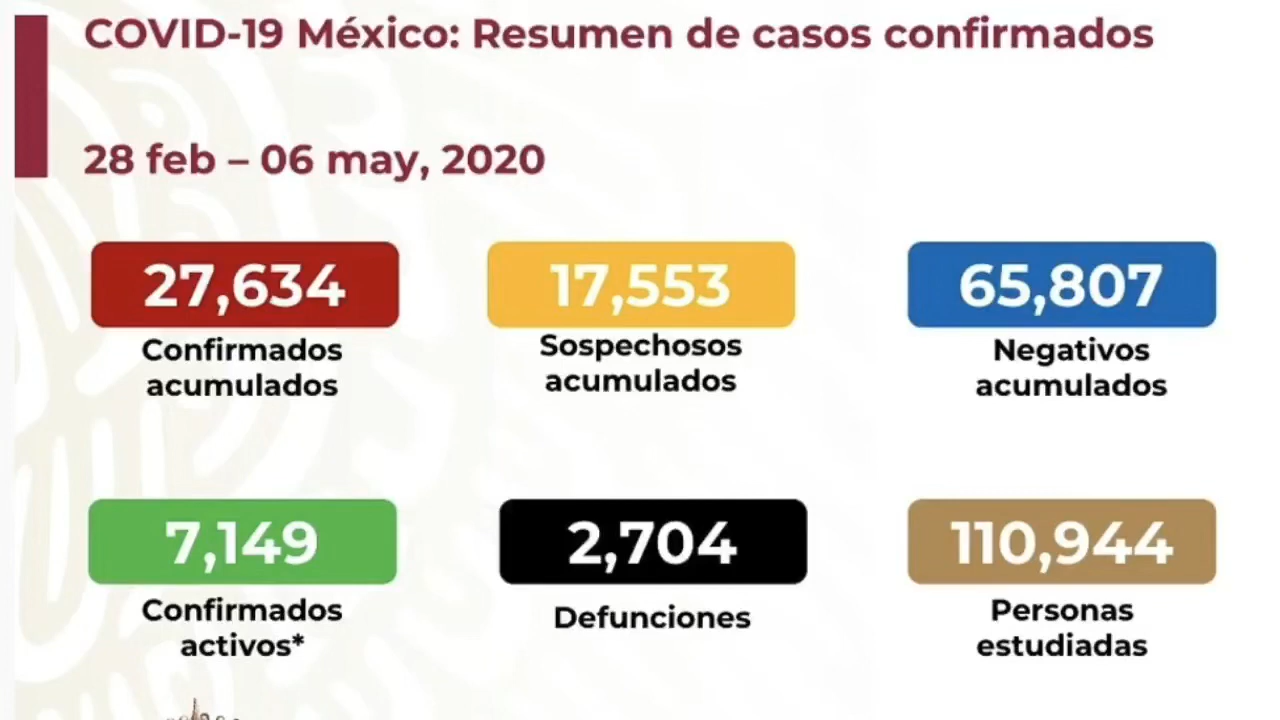 COVID-19 México: Resumen de casos confirmados
28 feb – 06 may, 2020
27,634
Confirmados
acumulados
17,553
Sospechosos
acumulados
65,807
Negativos
acumulados
7,149
Confirmados
activos*
2,704
Defunciones
110,944
Personas
estudiadas